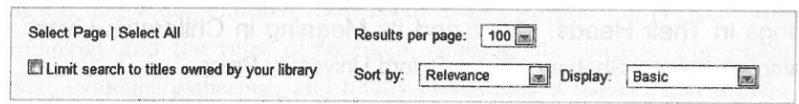 Select Page | Select All
Results per page: 100
Limit search to titles owned by your library
Sort by: Relevance Display: Basic